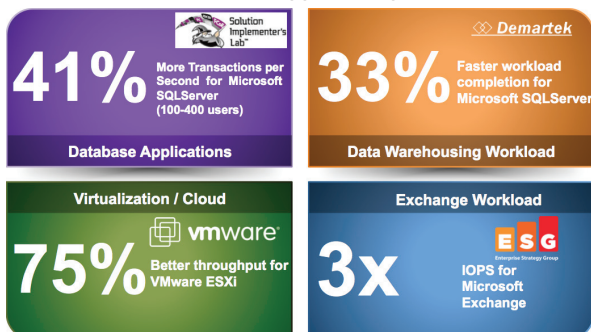 Solution
Implementer's
Lab™
41%
More Transactions per
Second for Microsoft
SQLServer
(100-400 users)
Database Applications
Demartek
33%
Faster workload
completion for
Microsoft SQLServer
Data Warehousing Workload
Virtualization / Cloud
vmware®
75%
Better throughput for
VMware ESXi
Exchange Workload
ESG
Enterprise Strategy Group
3x
IOPS for
Microsoft
Exchange